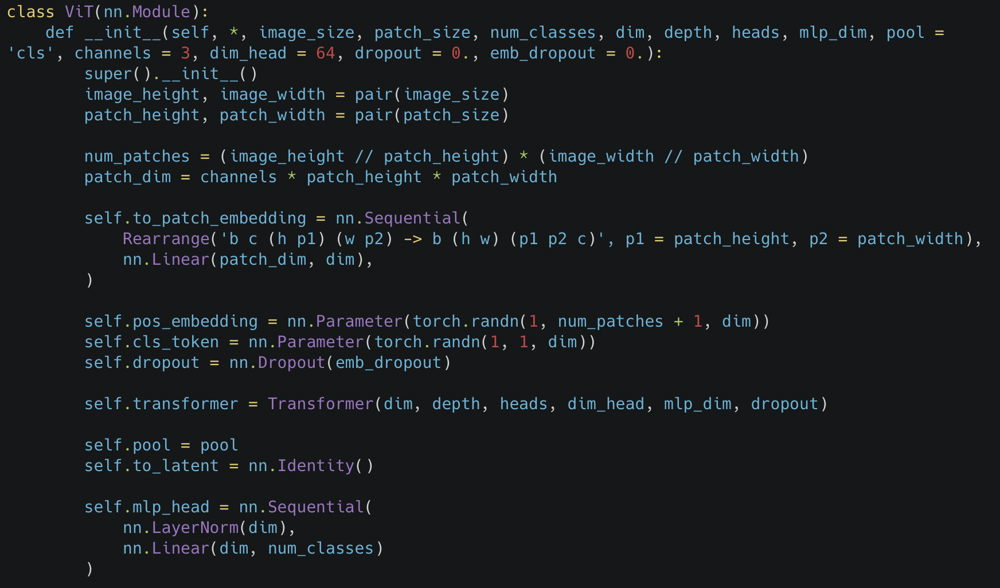 class ViT(nn.Module):
    def __init__(self, *, image_size, patch_size, num_classes, dim, depth, heads, mlp_dim, pool =
'cls', channels = 3, dim_head = 64, dropout = 0., emb_dropout = 0.):
        super().__init__()
        image_height, image_width = pair(image_size)
        patch_height, patch_width = pair(patch_size)

        num_patches = (image_height // patch_height) * (image_width // patch_width)
        patch_dim = channels * patch_height * patch_width

        self.to_patch_embedding = nn.Sequential(
            Rearrange('b c (h p1) (w p2) -> b (h w) (p1 p2 c)', p1 = patch_height, p2 = patch_width),
            nn.Linear(patch_dim, dim),
        )

        self.pos_embedding = nn.Parameter(torch.randn(1, num_patches + 1, dim))
        self.cls_token = nn.Parameter(torch.randn(1, 1, dim))
        self.dropout = nn.Dropout(emb_dropout)

        self.transformer = Transformer(dim, depth, heads, dim_head, mlp_dim, dropout)

        self.pool = pool
        self.to_latent = nn.Identity()

        self.mlp_head = nn.Sequential(
            nn.LayerNorm(dim),
            nn.Linear(dim, num_classes)
        )